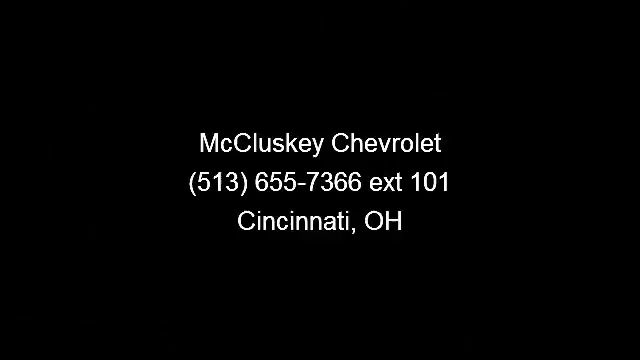 McCluskey Chevrolet
(513) 655-7366 ext 101
Cincinnati, OH